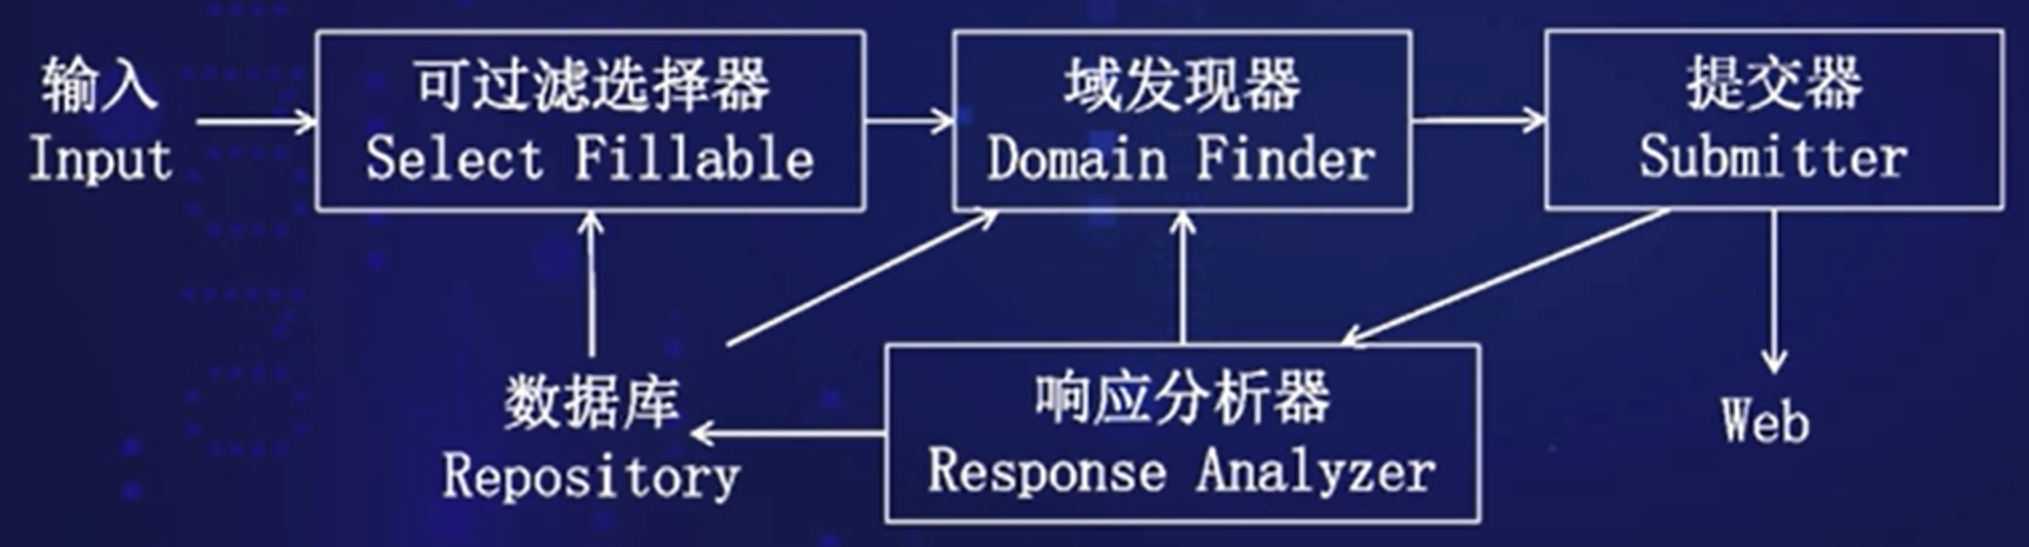 输入
Input
可过滤选择器
Select Fillable
域发现器
Domain Finder
提交器
Submitter
数据库
Repository
响应分析器
Response Analyzer
Web